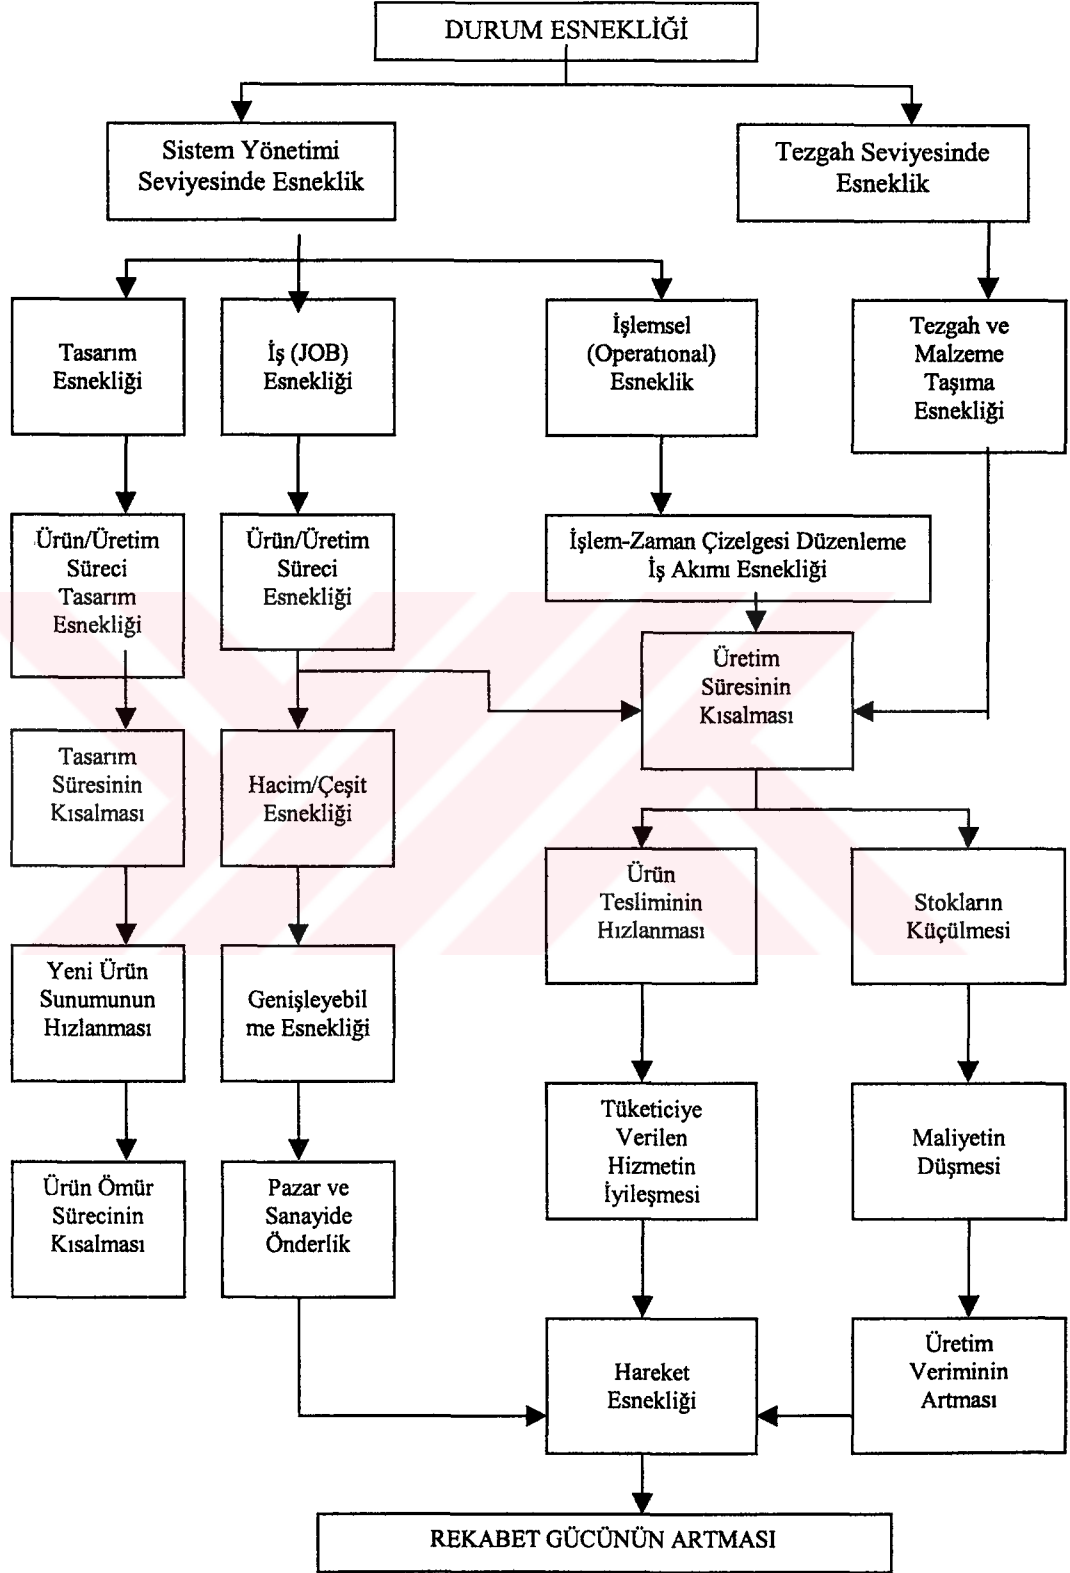 DURUM ESNEKLİĞİ
Sistem Yönetimi
Seviyesinde Esneklik
Tezgah Seviyesinde
Esneklik
Tasarım
Esnekliği
İş (JOB)
Esnekliği
İşlemsel
(Operatıonal)
Esneklik
Tezgah ve
Malzeme
Taşıma
Esnekliği
Ürün/Üretim
Süreci
Tasarım
Esnekliği
Ürün/Üretim
Süreci
Esnekliği
İşlem-Zaman Çizelgesi Düzenleme
İş Akımı Esnekliği
Üretim
Süresinin
Kısalması
Tasarım
Süresinin
Kısalması
Hacim/Çeşit
Esnekliği
Ürün
Tesliminin
Hızlanması
Stokların
Küçülmesi
Yeni Ürün
Sunumunun
Hızlanması
Genişleyebil
me Esnekliği
Tüketiciye
Verilen
Hizmetin
İyileşmesi
Maliyetin
Düşmesi
Ürün Ömür
Sürecinin
Kısalması
Pazar ve
Sanayide
Önderlik
Hareket
Esnekliği
Üretim
Veriminin
Artması
REKABET GÜCÜNÜN ARTMASI